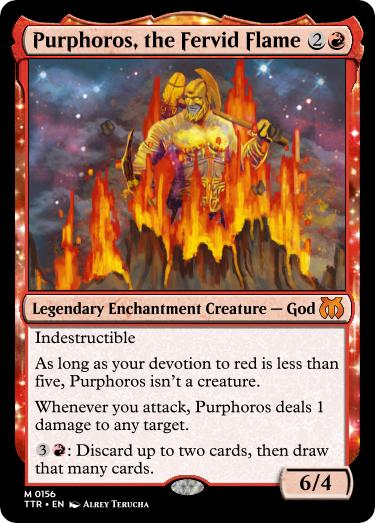 Purphoros, the Fervid Flame 2
Legendary Enchantment Creature — God
Indestructible
As long as your devotion to red is less than
five, Purphoros isn't a creature.
Whenever you attack, Purphoros deals 1
damage to any target.
3 : Discard up to two cards, then draw
that many cards.
6/4
M 0156
TTR • EN Alrey Terucha